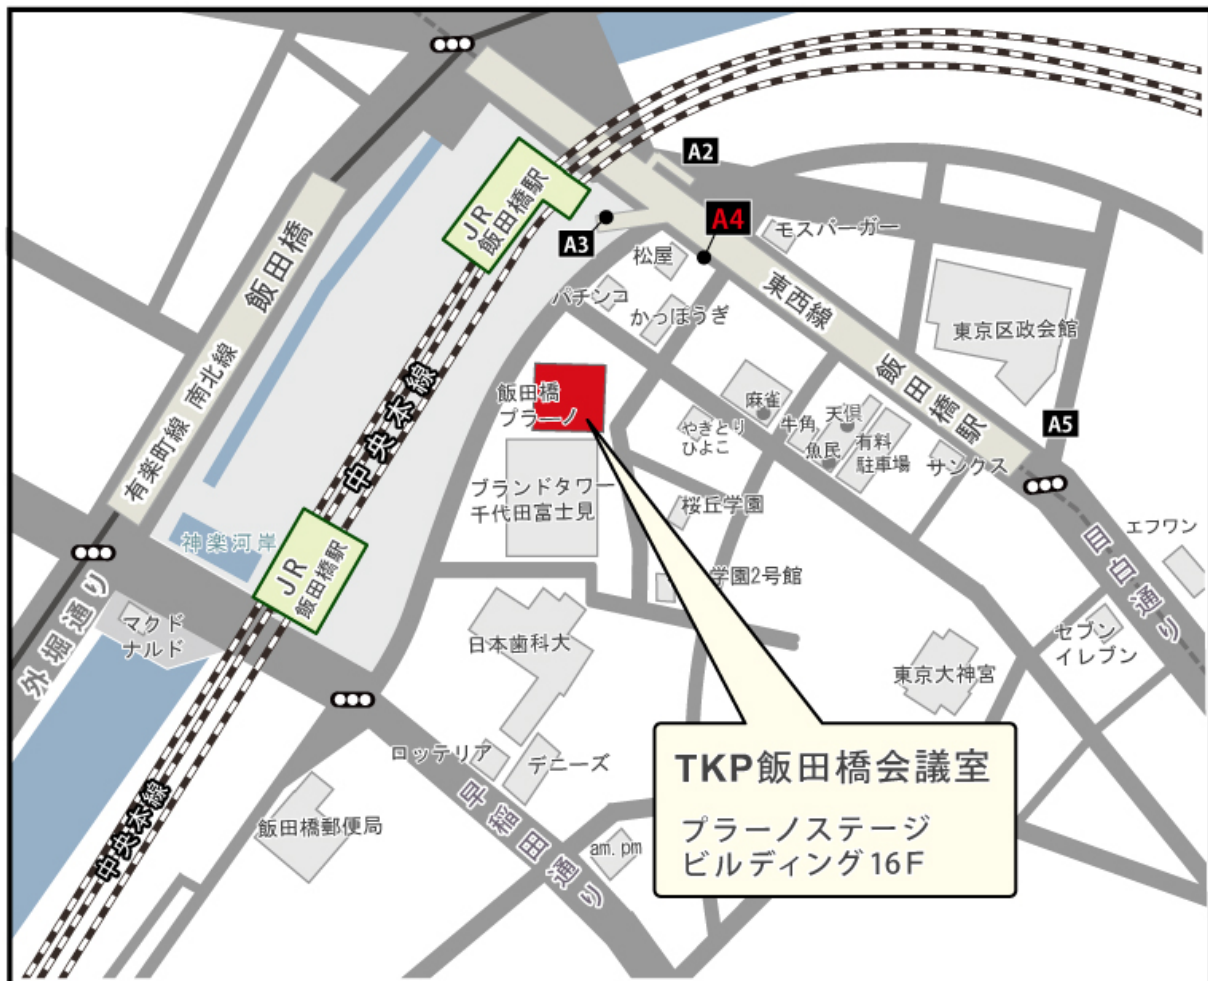 A2
A4
A3
JR
飯田橋駅
モスバーガー
松屋
パチンコ
かっぽうぎ
東西線 飯田橋駅
東京区政会館
飯田橋
有楽町線 南北線
中央本線
飯田橋
プラーノ
麻雀
やきとり
ひよこ
牛角
天倶
魚民
有料
駐車場
サンクス
A5
ブランドタワー
千代田富士見
桜丘学園
エフワン
目白通り
神楽河岸
JR
飯田橋駅
学園2号館
外堀通り
マクド
ナルド
日本歯科大
セブン
イレブン
東京大神宮
ロッテリア
デニーズ
早稲田通り
TKP飯田橋会議室
プラーノステージ
ビルディング16F
中央本線
飯田橋郵便局
am.pm